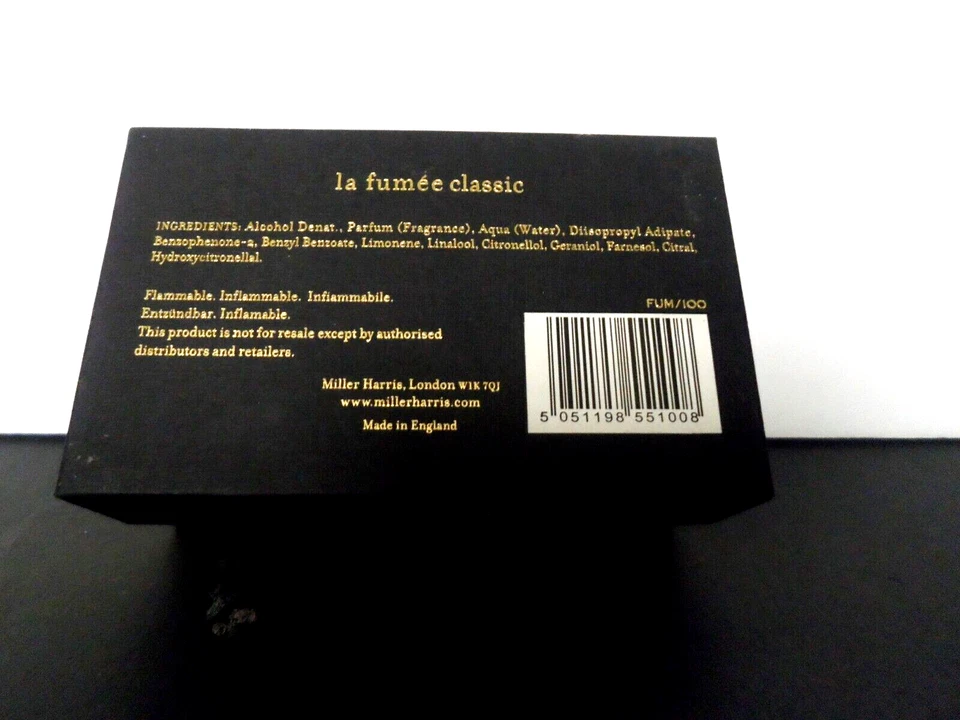 la fumée classic
INGREDIENTS: Alcohol Denat., Parfum (Fragrance), Aqua (Water), Diisopropyl Adipate,
Benzophenone-2, Benzyl Benzoate, Limonene, Linalool, Citronellol, Geraniol, Farnesol, Citral,
Hydroxycitronellal.
Flammable. Inflammable. Infiammabile.
Entzündbar. Inflamable.
This product is not for resale except by authorised
distributors and retailers.
FUM/100
5 051198 551008
Miller Harris, London W1K 7QJ
www.millerharris.com
Made in England